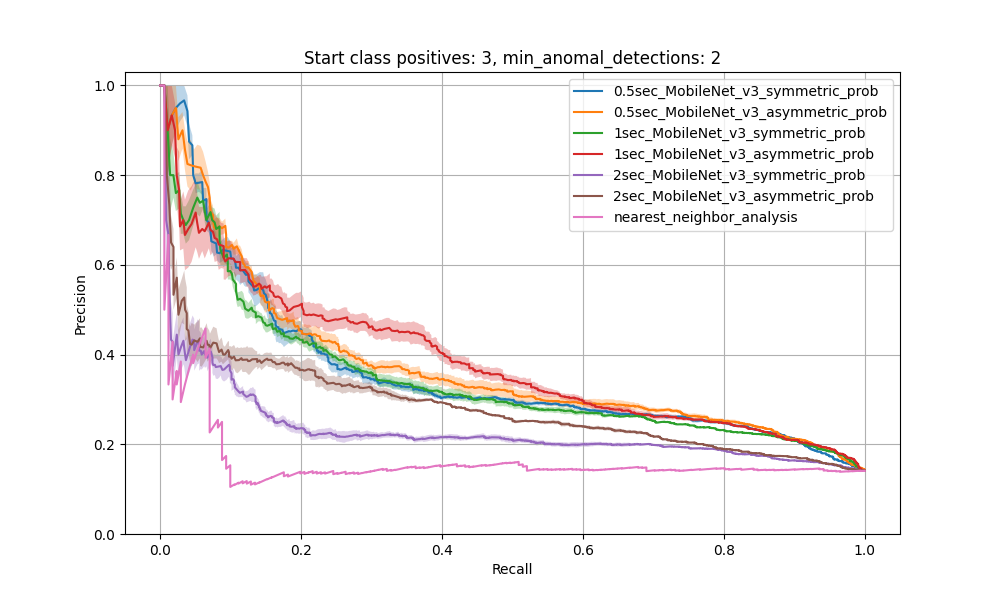 Start class positives: 3, min_anomal_detections: 2
1.0
0.8
0.6
0.4
0.2
0.0
Precision
0.5sec_MobileNet_v3_symmetric_prob
0.5sec_MobileNet_v3_asymmetric_prob
1sec_MobileNet_v3_symmetric_prob
1sec_MobileNet_v3_asymmetric_prob
2sec_MobileNet_v3_symmetric_prob
2sec_MobileNet_v3_asymmetric_prob
nearest_neighbor_analysis
0.0 0.2 0.4 0.6 0.8 1.0
Recall